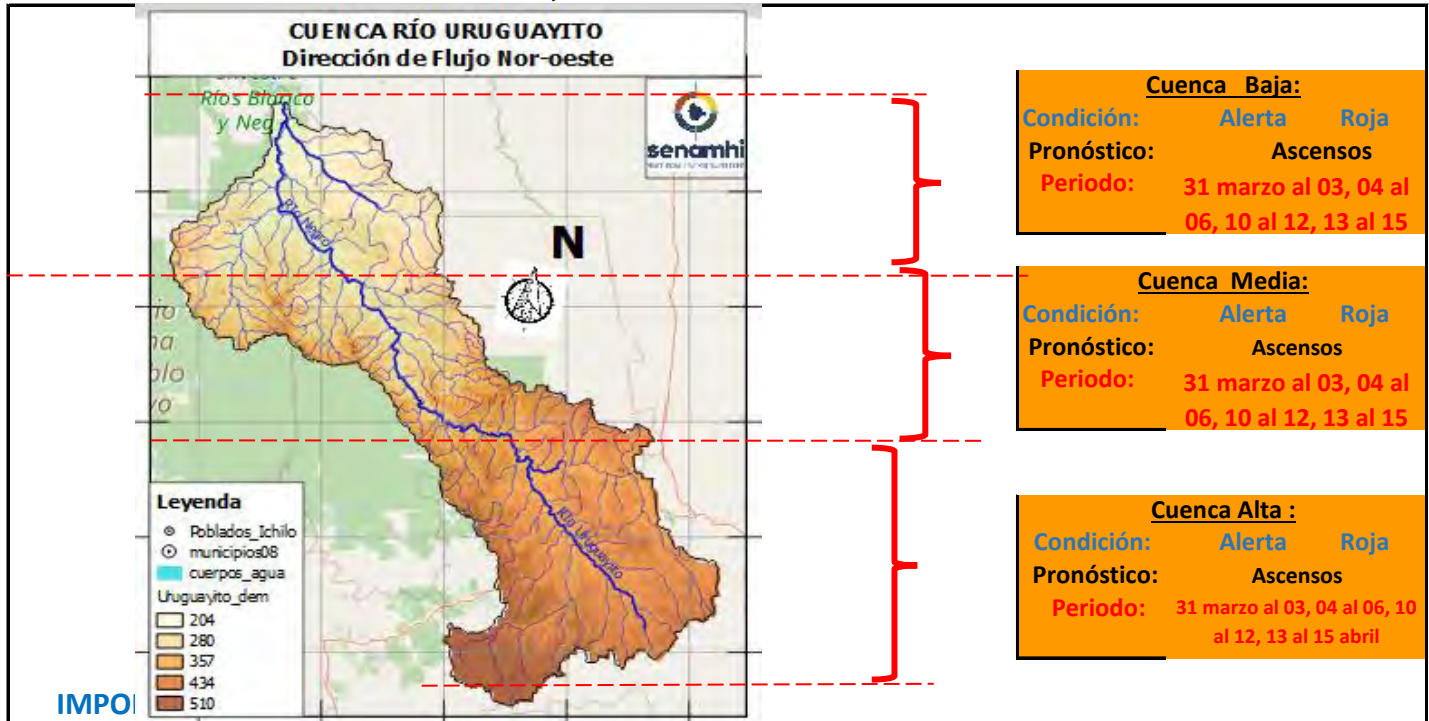 CUENCA RÍO URUGUAYITO
Dirección de Flujo Nor-oeste
Ríos Blanco
y Neg
senamhi
Río Negro
N
Río Uruguayito
Leyenda
Poblados_Ichilo
municipios08
cuerpos_agua
Uruguayito_dem
204
280
357
434
510
IMPO
Cuenca Baja:
Condición: Alerta Roja
Pronóstico: Ascensos
Periodo: 31 marzo al 03, 04 al
06, 10 al 12, 13 al 15
Cuenca Media:
Condición: Alerta Roja
Pronóstico: Ascensos
Periodo: 31 marzo al 03, 04 al
06, 10 al 12, 13 al 15
Cuenca Alta :
Condición: Alerta Roja
Pronóstico: Ascensos
Periodo: 31 marzo al 03, 04 al 06, 10
al 12, 13 al 15 abril